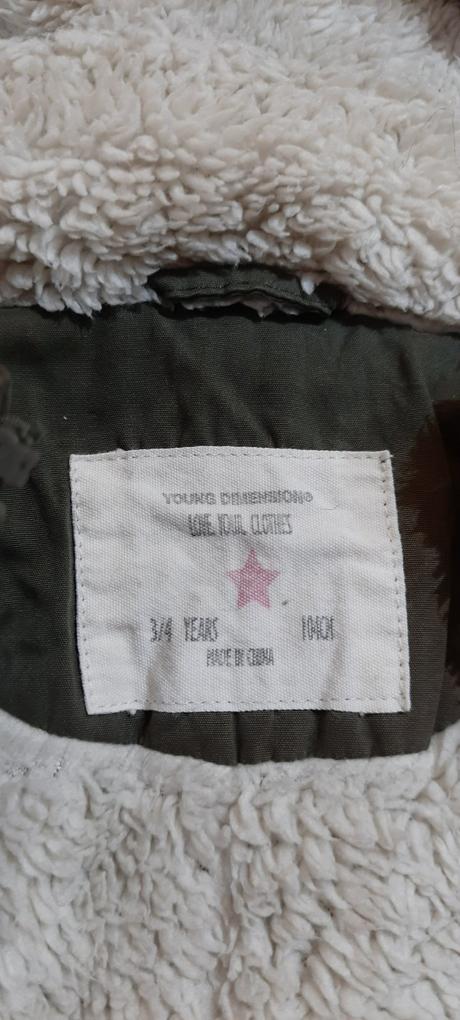 YOUNG DIMENSION®
LOVE YOUR CLOTHES
3/4 YEARS 104CM
MADE IN CHINA